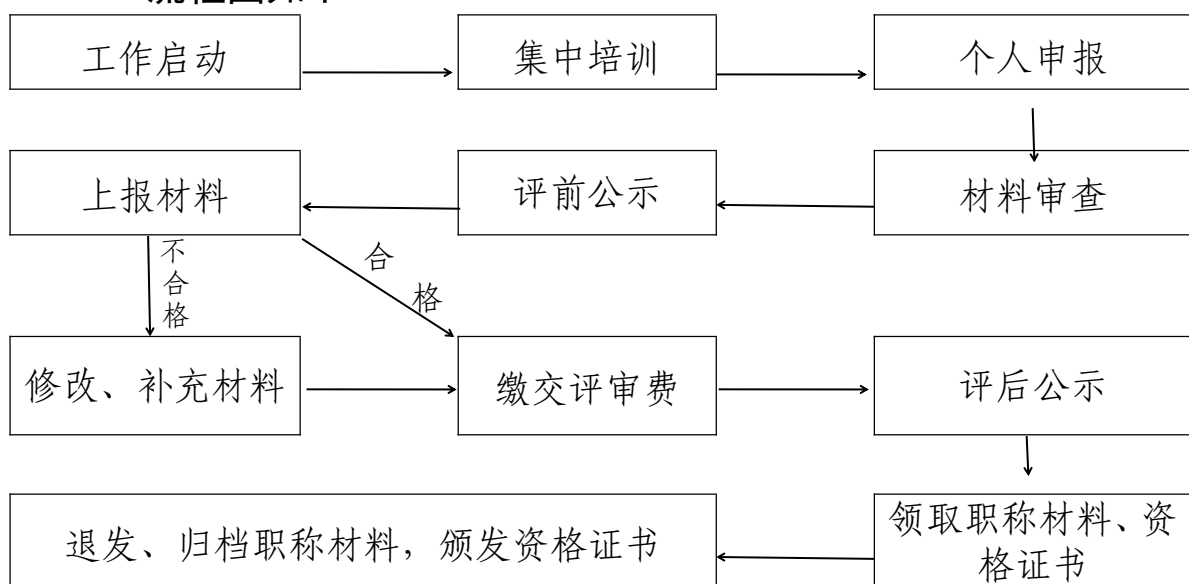 工作启动
集中培训
个人申报
上报材料
评前公示
材料审查
不合格
合格
修改、补充材料
缴交评审费
评后公示
退发、归档职称材料，颁发资格证书
领取职称材料、资
格证书